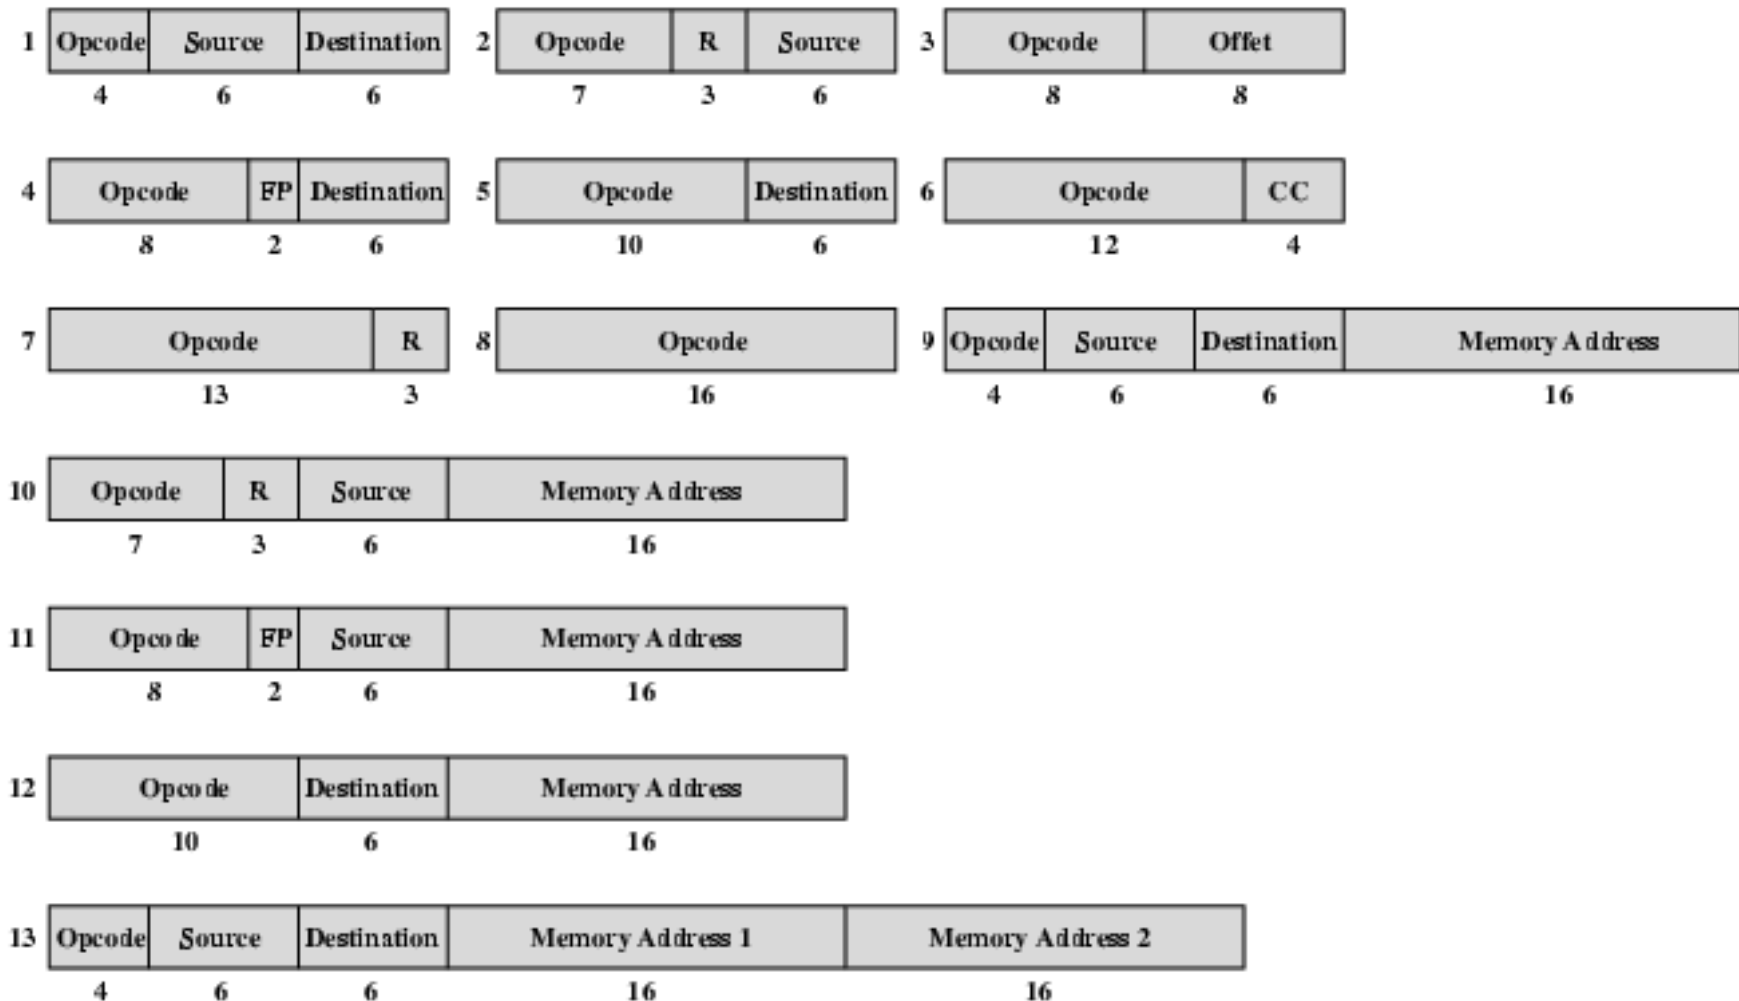 1 Opcode Source Destination 2 Opcode R Source 3 Opcode Offet
4 6 6 7 3 6 8 8
4 Opcode FP Destination 5 Opcode Destination 6 Opcode CC
8 2 6 10 6 12 4
7 Opcode R 8 Opcode 9 Opcode Source Destination Memory Address
13 3 16 4 6 6 16
10 Opcode R Source Memory Address
7 3 6 16
11 Opcode FP Source Memory Address
8 2 6 16
12 Opcode Destination Memory Address
10 6 16
13 Opcode Source Destination Memory Address 1 Memory Address 2
4 6 6 16 16